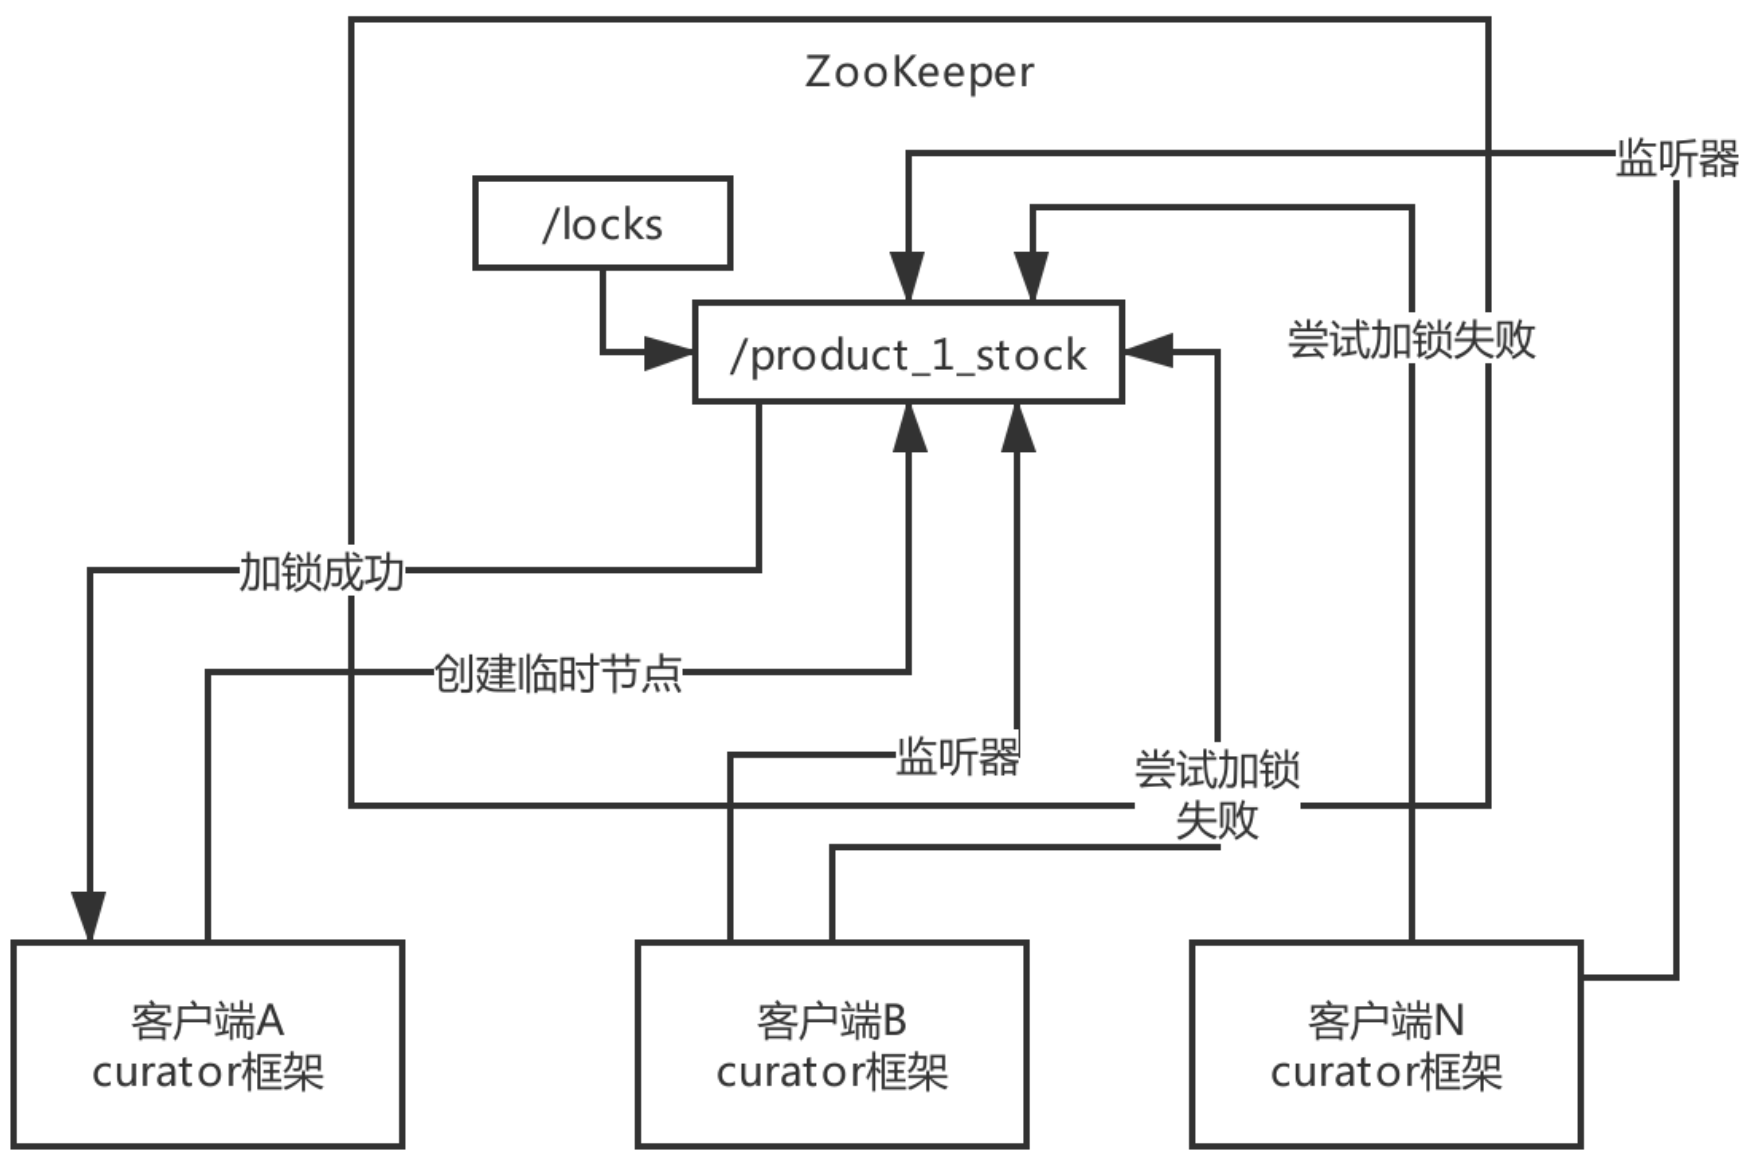 ZooKeeper
监听器
/locks
尝试加锁失败
/product_1_stock
加锁成功
创建临时节点
监听器
尝试加锁
失败
客户端A
curator框架
客户端B
curator框架
客户端N
curator框架